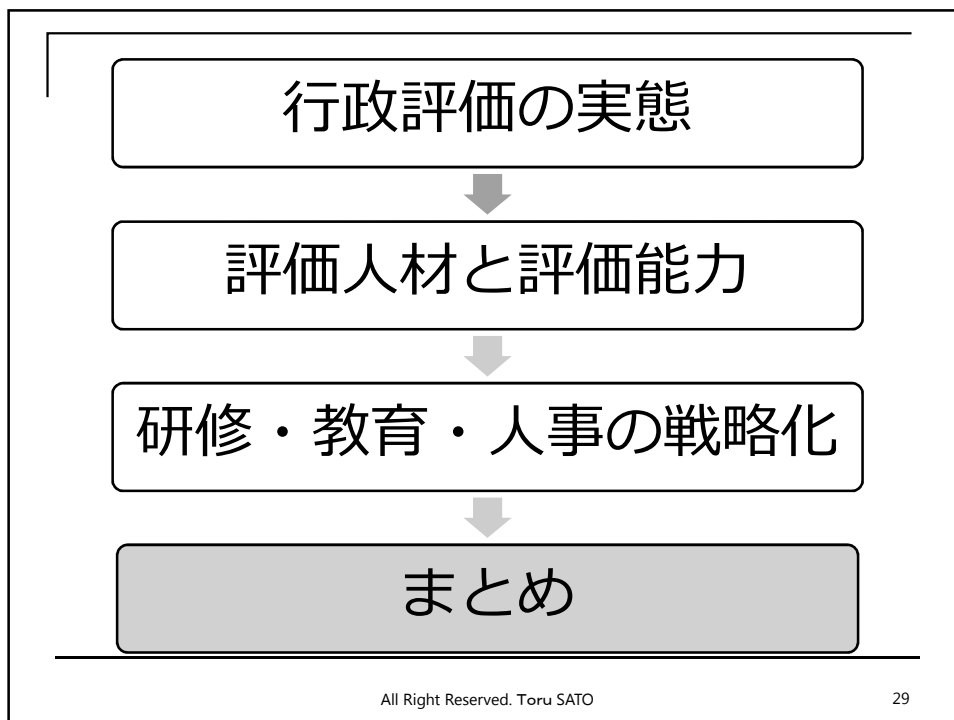 行政評価の実態
評価人材と評価能力
研修・教育・人事の戦略化
まとめ
All Right Reserved. Toru SATO
29